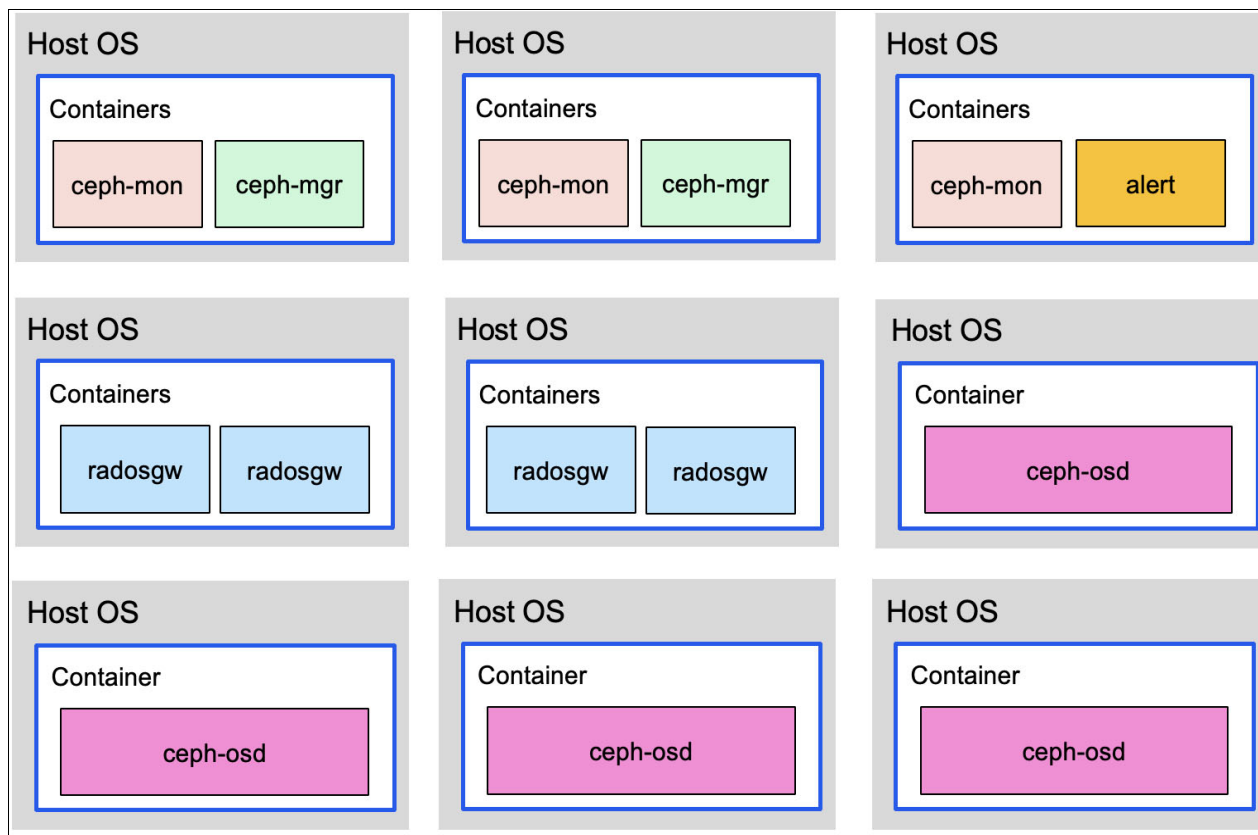 Host OS
Containers
ceph-mon
ceph-mgr
Host OS
Containers
ceph-mon
ceph-mgr
Host OS
Containers
ceph-mon
alert
Host OS
Containers
radosgw
radosgw
Host OS
Containers
radosgw
radosgw
Host OS
Container
ceph-osd
Host OS
Container
ceph-osd
Host OS
Container
ceph-osd
Host OS
Container
ceph-osd